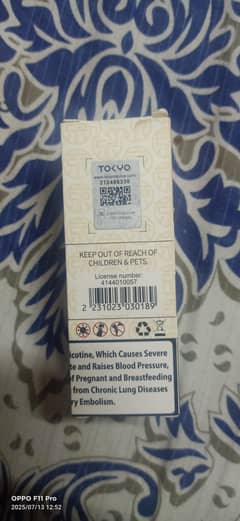 TOKYO
212486338
KEEP OUT OF REACH OF
CHILDREN & PETS.
License number:
4144010057
2 231023 030189
icotine, Which Causes Severe
te and Raises Blood Pressure,
of Pregnant and Breastfeeding
from Chronic Lung Diseases
ry Embolism.
OPPO F11 Pro
2025/07/13 12:52